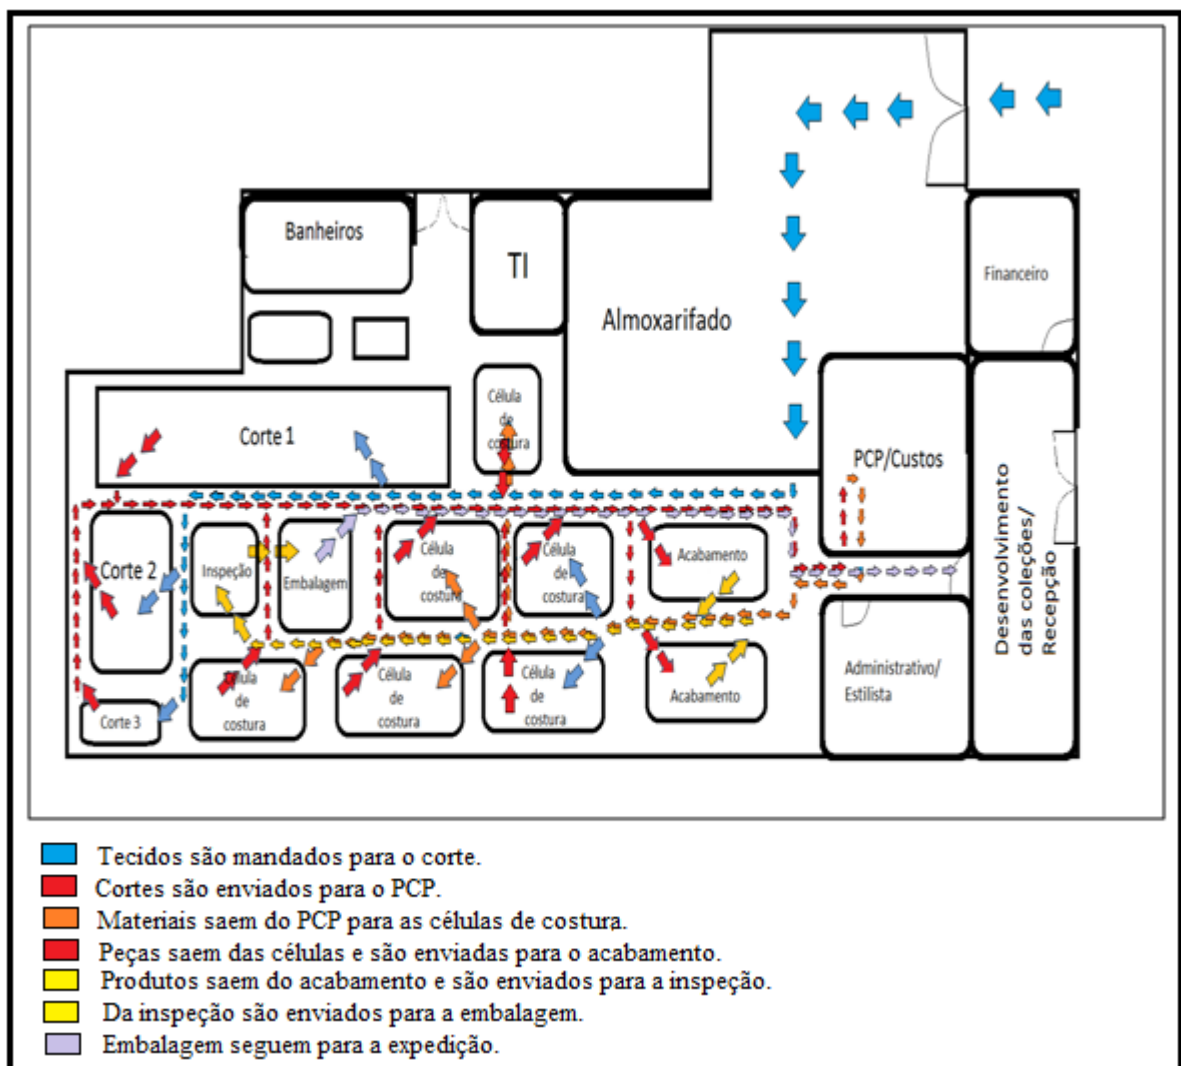 Banheiros
TI
Financeiro
Almoxarifado
Célula
de
costura
Corte 1
PCP/Custos
Desenvolvimento
das coleções/
Recepção
Corte 2
Inspeção
Embalagem
Célula
de
costura
Célula
de
costura
Acabamento
Administrativo/
Estilista
Corte 3
Célula
de
costura
Célula
de
costura
Célula
de
costura
Acabamento
Tecidos são mandados para o corte.
Cortes são enviados para o PCP.
Materiais saem do PCP para as células de costura.
Peças saem das células e são enviadas para o acabamento.
Produtos saem do acabamento e são enviados para a inspeção.
Da inspeção são enviados para a embalagem.
Embalagem seguem para a expedição.